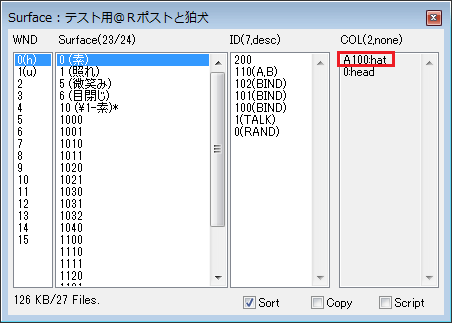 Surface：テスト用@Rポストと狛犬
WND
Surface(23/24)
ID(7,desc)
COL(2,none)
0(h)
1(u)
2
3
4
5
6
7
8
9
10
11
12
13
14
15
0 (素)
1 (照れ)
5 (微笑み)
6 (目閉じ)
10 (¥1-素)*
1000
1001
1010
1011
1020
1021
1030
1031
1032
1040
1100
1110
1111
1120
1121
200
110(A,B)
102(BIND)
101(BIND)
100(BIND)
1(TALK)
0(RAND)
A100:hat
0:head
126 KB/27 Files.
Sort
Copy
Script